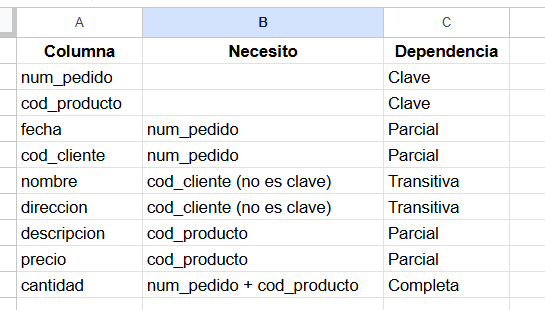 A B C
Columna Necesito Dependencia
num_pedido Clave
cod_producto Clave
fecha num_pedido Parcial
cod_cliente num_pedido Parcial
nombre cod_cliente (no es clave) Transitiva
direccion cod_cliente (no es clave) Transitiva
descripcion cod_producto Parcial
precio cod_producto Parcial
cantidad num_pedido + cod_producto Completa